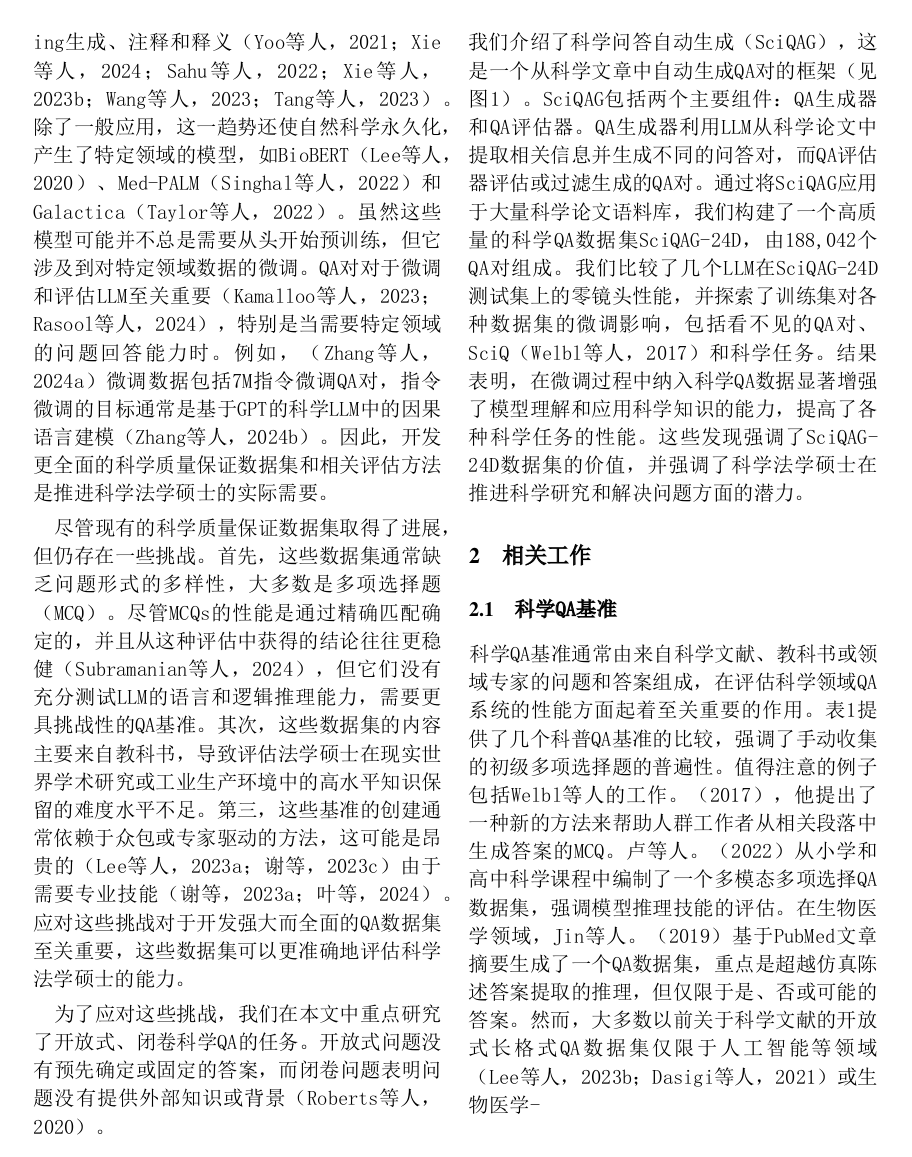 ing生成、注释和释义（Yoo等人，2021；Xie
等人，2024；Sahu等人，2022；Xie等人，
2023b；Wang等人，2023；Tang等人，2023）。
除了一般应用，这一趋势还使自然科学永久化，
产生了特定领域的模型，如BioBERT（Lee等人，
2020）、Med-PALM（Singhal等人，2022）和
Galactica（Taylor等人，2022）。虽然这些
模型可能并不总是需要从头开始预训练，但它
涉及到对特定领域数据的微调。QA对对于微调
和评估LLM至关重要（Kamalloo等人，2023；
Rasool等人，2024），特别是当需要特定领域
的问题回答能力时。例如，（Zhang等人，
2024a）微调数据包括7M指令微调QA对，指令
微调的目标通常是基于GPT的科学LLM中的因果
语言建模（Zhang等人，2024b）。因此，开发
更全面的科学质量保证数据集和相关评估方法
是推进科学法学硕士的实际需要。
尽管现有的科学质量保证数据集取得了进展，
但仍存在一些挑战。首先，这些数据集通常缺
乏问题形式的多样性，大多数是多项选择题
（MCQ）。尽管MCQs的性能是通过精确匹配确
定的，并且从这种评估中获得的结论往往更稳
健（Subramanian等人，2024），但它们没有
充分测试LLM的语言和逻辑推理能力，需要更
具挑战性的QA基准。其次，这些数据集的内容
主要来自教科书，导致评估法学硕士在现实世
界学术研究或工业生产环境中的高水平知识保
留的难度水平不足。第三，这些基准的创建通
常依赖于众包或专家驱动的方法，这可能是昂
贵的（Lee等人，2023a；谢等，2023c）由于
需要专业技能（谢等，2023a；叶等，2024）。
应对这些挑战对于开发强大而全面的QA数据集
至关重要，这些数据集可以更准确地评估科学
法学硕士的能力。
为了应对这些挑战，我们在本文中重点研究
了开放式、闭卷科学QA的任务。开放式问题没
有预先确定或固定的答案，而闭卷问题表明问
题没有提供外部知识或背景（Roberts等人，
2020）。
我们介绍了科学问答自动生成（SciQAG），这
是一个从科学文章中自动生成QA对的框架（见
图1）。SciQAG包括两个主要组件：QA生成器
和QA评估器。QA生成器利用LLM从科学论文中
提取相关信息并生成不同的问答对，而QA评估
器评估或过滤生成的QA对。通过将SciQAG应用
于大量科学论文语料库，我们构建了一个高质
量的科学QA数据集SciQAG-24D，由188,042个
QA对组成。我们比较了几个LLM在SciQAG-24D
测试集上的零镜头性能，并探索了训练集对各
种数据集的微调影响，包括看不见的QA对、
SciQ（Welbl等人，2017）和科学任务。结果
表明，在微调过程中纳入科学QA数据显著增强
了模型理解和应用科学知识的能力，提高了各
种科学任务的性能。这些发现强调了SciQAG-
24D数据集的价值，并强调了科学法学硕士在
推进科学研究和解决问题方面的潜力。
2 相关工作
2.1 科学QA基准
科学QA基准通常由来自科学文献、教科书或领
域专家的问题和答案组成，在评估科学领域QA
系统的性能方面起着至关重要的作用。表1提
供了几个科普QA基准的比较，强调了手动收集
的初级多项选择题的普遍性。值得注意的例子
包括Welbl等人的工作。（2017），他提出了
一种新的方法来帮助人群工作者从相关段落中
生成答案的MCQ。卢等人。（2022）从小学和
高中科学课程中编制了一个多模态多项选择QA
数据集，强调模型推理技能的评估。在生物医
学领域，Jin等人。（2019）基于PubMed文章
摘要生成了一个QA数据集，重点是超越仿真陈
述答案提取的推理，但仅限于是、否或可能的
答案。然而，大多数以前关于科学文献的开放
式长格式QA数据集仅限于人工智能等领域
（Lee等人，2023b；Dasigi等人，2021）或生
物医学-